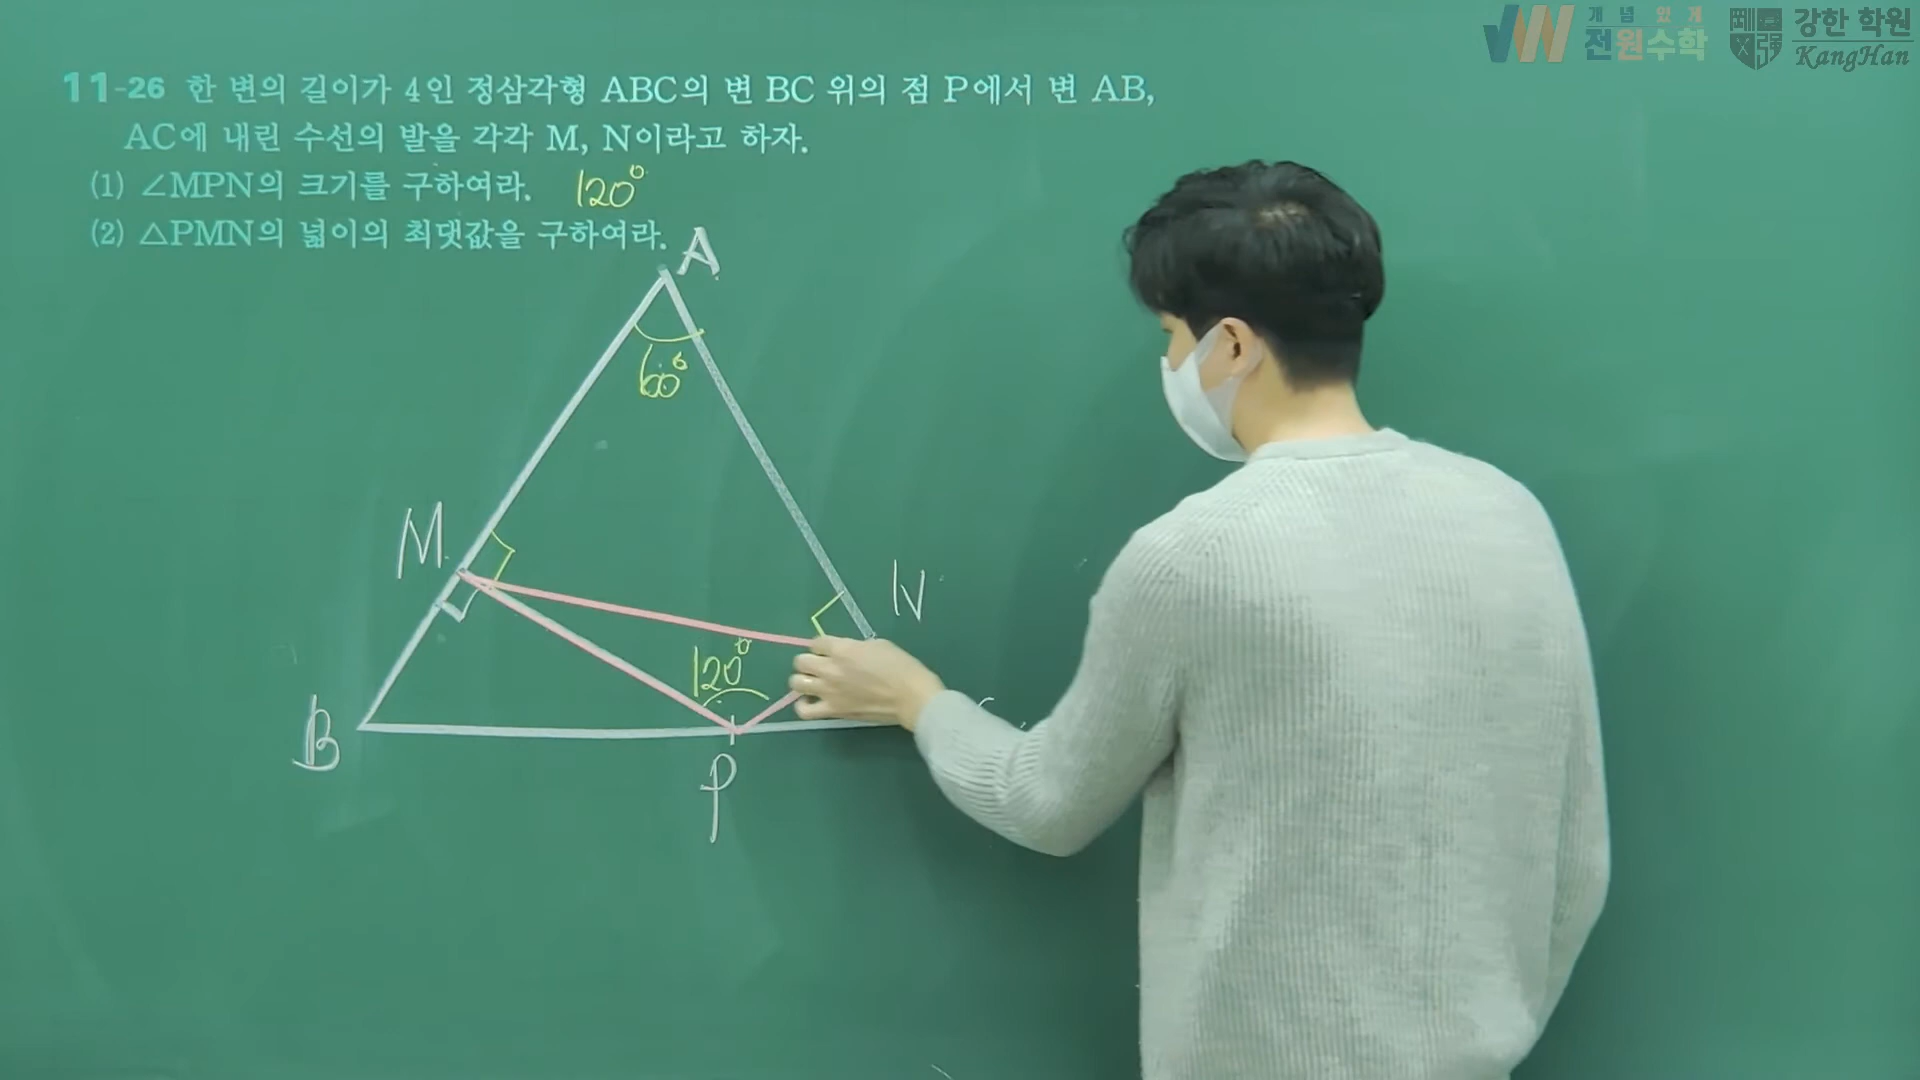 개념있게
전원수학
강한 학원
KangHan
11-26 한 변의 길이가 4인 정삼각형 ABC의 변 BC 위의 점 P에서 변 AB,
AC에 내린 수선의 발을 각각 M, N이라고 하자.
(1) ∠MPN의 크기를 구하여라. 120°
(2) △PMN의 넓이의 최댓값을 구하여라.
A
60°
M
N
120°
B
P